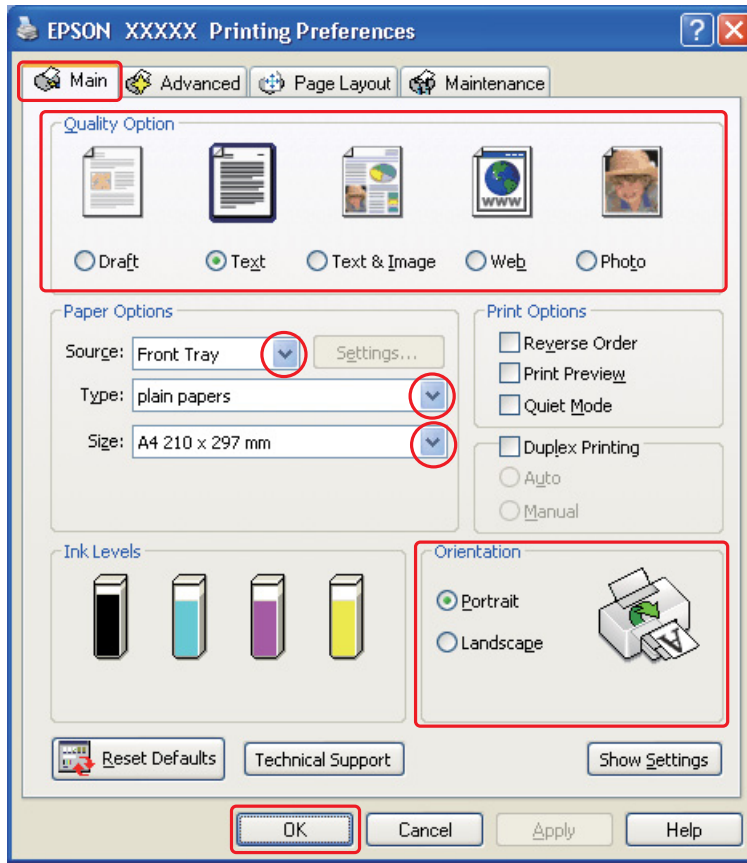 EPSON XXXXX Printing Preferences
Main
Advanced
Page Layout
Maintenance
Quality Option
WWW
Draft
Text
Text & Image
Web
Photo
Paper Options
Source: Front Tray
Settings...
Type: plain papers
Size: A4 210 x 297 mm
Print Options
Reverse Order
Print Preview
Quiet Mode
Duplex Printing
Auto
Manual
Ink Levels
Orientation
Portrait
Landscape
A
Reset Defaults
Technical Support
Show Settings
OK
Cancel
Apply
Help